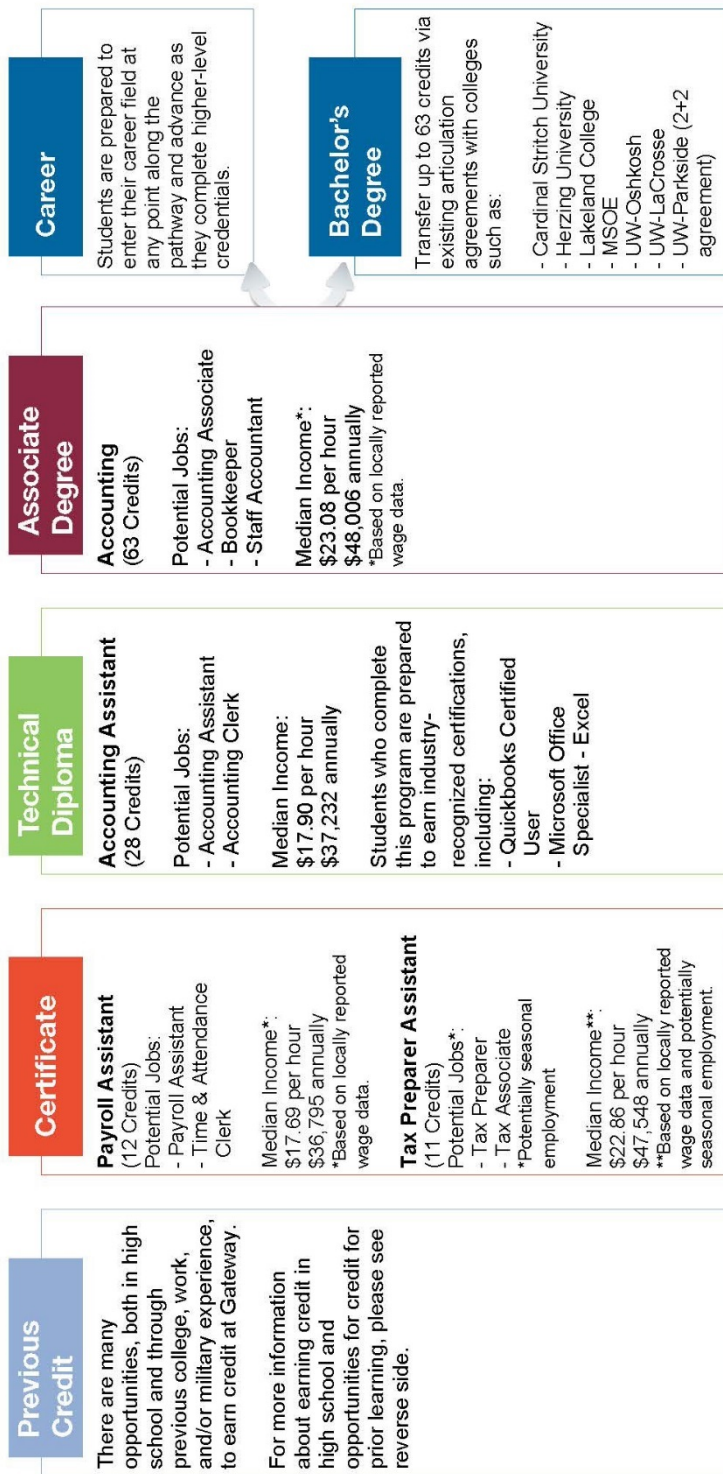 Previous
Credit
There are many
opportunities, both in high
school and through
previous college, work,
and/or military experience,
to earn credit at Gateway.
For more information
about earning credit in
high school and
opportunities for credit for
prior learning, please see
reverse side.
Certificate
Payroll Assistant
(12 Credits)
Potential Jobs:
- Payroll Assistant
- Time & Attendance
Clerk
Median Income*:
$17.69 per hour
$36,795 annually
*Based on locally reported
wage data.
Tax Preparer Assistant
(11 Credits)
Potential Jobs*:
- Tax Preparer
- Tax Associate
*Potentially seasonal
employment
Median Income**:
$22.86 per hour
$47,548 annually
**Based on locally reported
wage data and potentially
seasonal employment.
Technical
Diploma
Accounting Assistant
(28 Credits)
Potential Jobs:
- Accounting Assistant
- Accounting Clerk
Median Income:
$17.90 per hour
$37,232 annually
Students who complete
this program are prepared
to earn industry-
recognized certifications,
including:
- Quickbooks Certified
User
- Microsoft Office
Specialist - Excel
Associate
Degree
Accounting
(63 Credits)
Potential Jobs:
- Accounting Associate
- Bookkeeper
- Staff Accountant
Median Income*:
$23.08 per hour
$48,006 annually
*Based on locally reported
wage data.
Career
Students are prepared to
enter their career field at
any point along the
pathway and advance as
they complete higher-level
credentials.
Bachelor's
Degree
Transfer up to 63 credits via
existing articulation
agreements with colleges
such as:
- Cardinal Stritch University
- Herzing University
- Lakeland College
- MSOE
- UW-Oshkosh
- UW-LaCrosse
- UW-Parkside (2+2
agreement)